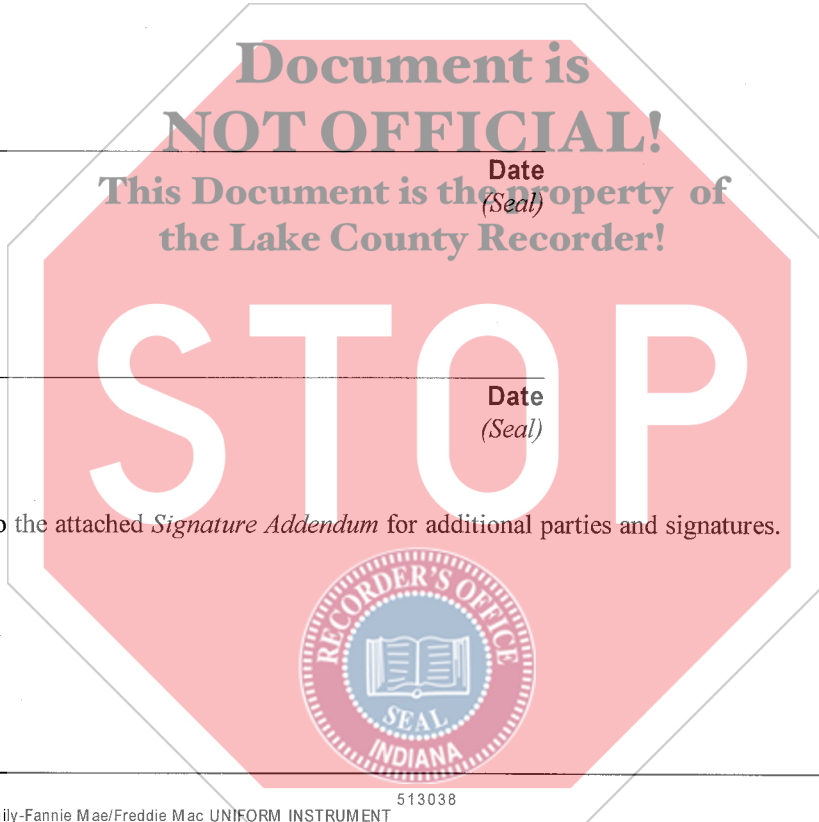 Document is
NOT OFFICIAL!
Date
This Document is the property of
(Seal)
the Lake County Recorder!
STOP
Date
(Seal)
the attached Signature Addendum for additional parties and signatures.
RECORDER'S OFFICE
SEAL
INDIANA
513038
ily-Fannie Mae/Freddie Mac UNIFORM INSTRUMENT